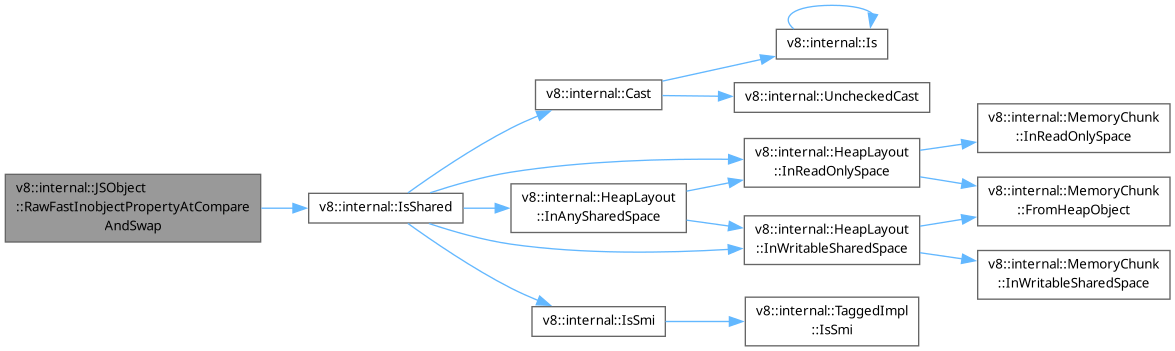 v8::internal::JSObject
::RawFastInobjectPropertyAtCompare
AndSwap
v8::internal::IsShared
v8::internal::Cast
v8::internal::HeapLayout
::InAnySharedSpace
v8::internal::IsSmi
v8::internal::Is
v8::internal::UncheckedCast
v8::internal::HeapLayout
::InReadOnlySpace
v8::internal::HeapLayout
::InWritableSharedSpace
v8::internal::TaggedImpl
::IsSmi
v8::internal::MemoryChunk
::InReadOnlySpace
v8::internal::MemoryChunk
::FromHeapObject
v8::internal::MemoryChunk
::InWritableSharedSpace